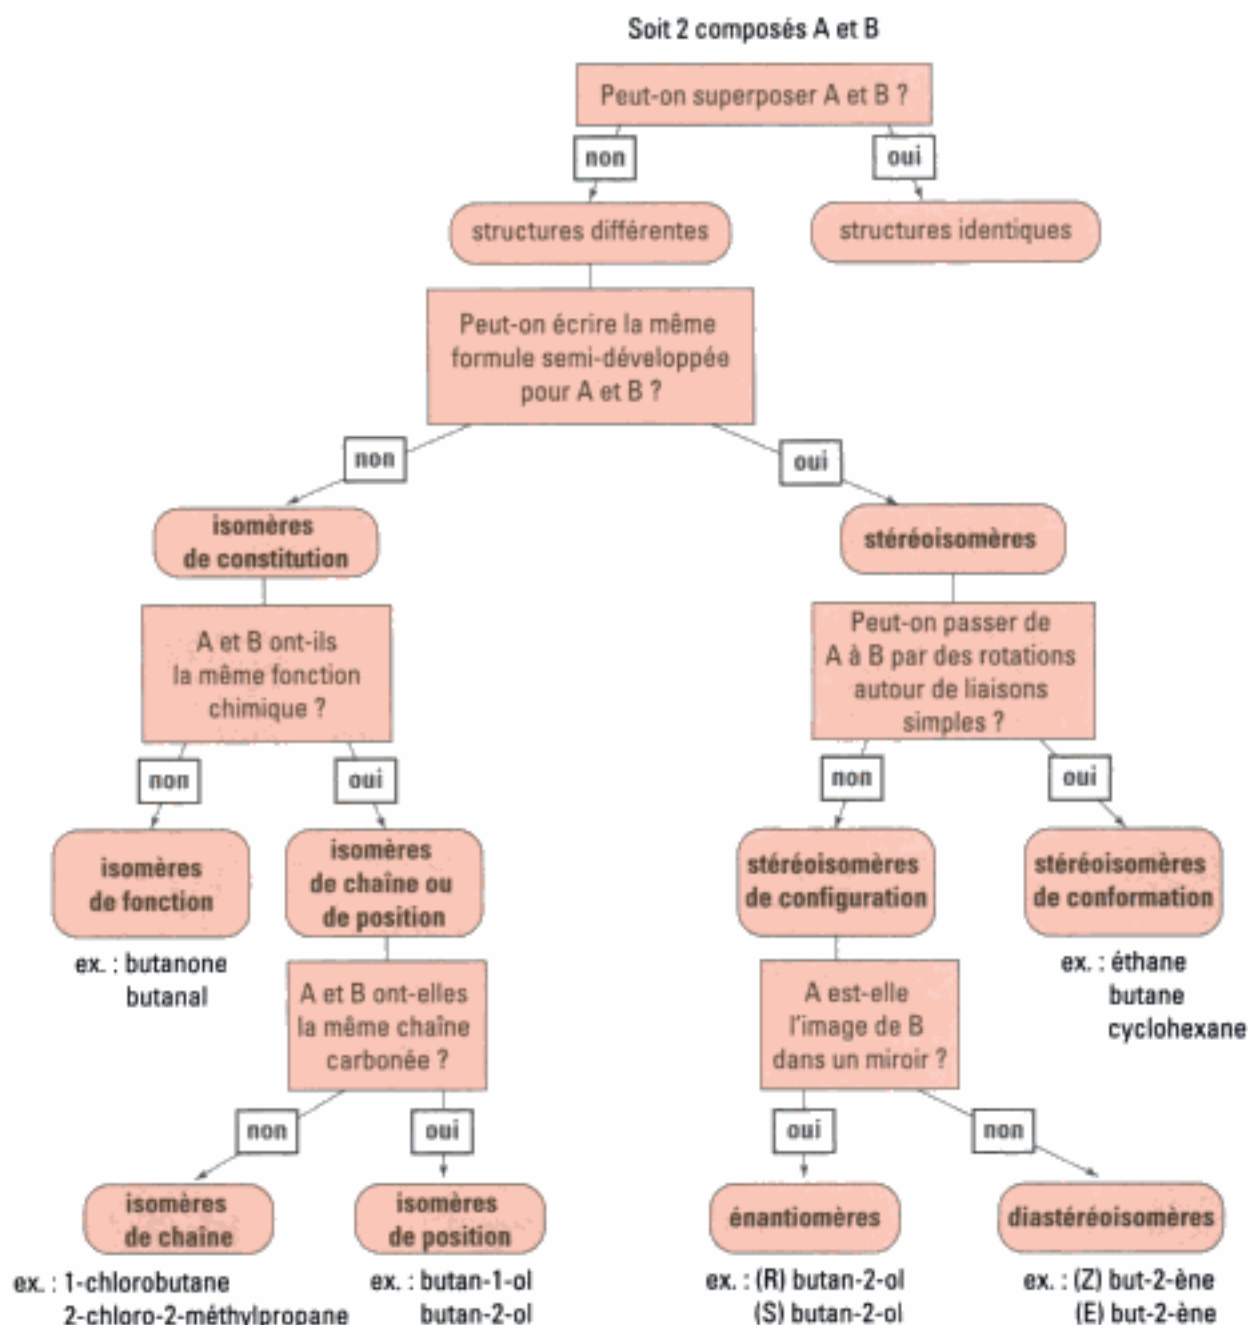 Soit 2 composés A et B
Peut-on superposer A et B ?
non
oui
structures différentes
structures identiques
Peut-on écrire la même
formule semi-développée
pour A et B ?
non
oui
isomères
de constitution
stéréoisomères
A et B ont-ils
la même fonction
chimique ?
Peut-on passer de
A à B par des rotations
autour de liaisons
simples ?
non
oui
non
oui
isomères
de fonction
isomères
de chaîne ou
de position
stéréoisomères
de configuration
stéréoisomères
de conformation
ex. : butanone
butanal
ex. : éthane
butane
cyclohexane
A et B ont-elles
la même chaîne
carbonée ?
A est-elle
l'image de B
dans un miroir ?
non
oui
oui
non
isomères
de chaîne
isomères
de position
énantiomères
diastéréoisomères
ex. : 1-chlorobutane
2-chloro-2-méthylpropane
ex. : butan-1-ol
butan-2-ol
ex. : (R) butan-2-ol
(S) butan-2-ol
ex. : (Z) but-2-ène
(E) but-2-ène